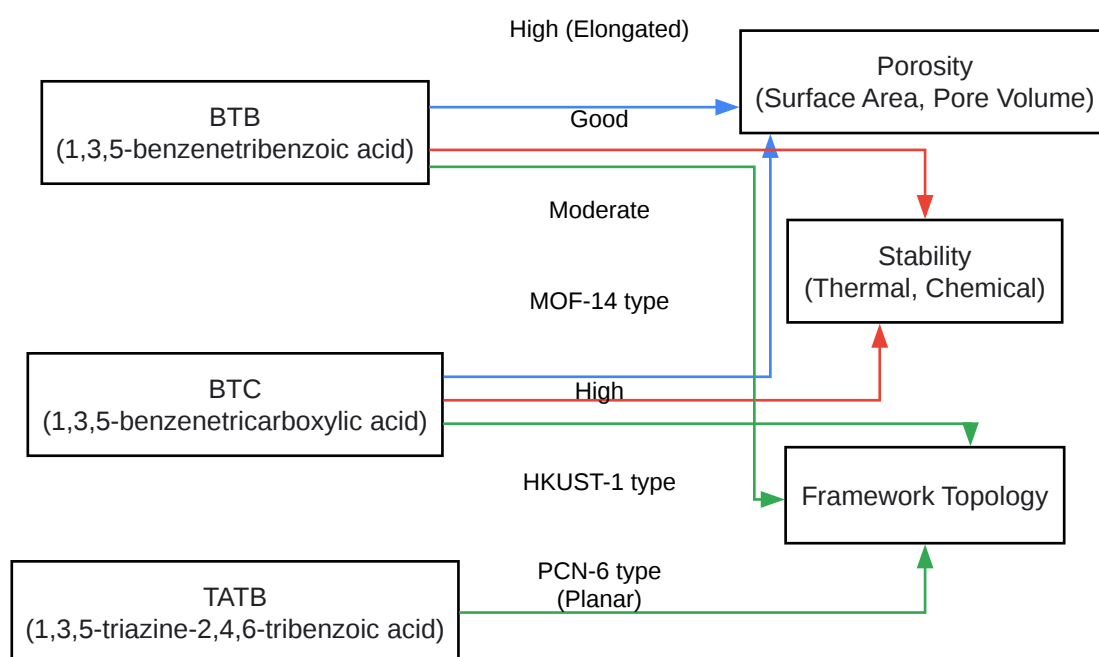 High (Elongated)
Porosity
(Surface Area, Pore Volume)
BTB
(1,3,5-benzenetribenzoic acid)
Good
Moderate
Stability
(Thermal, Chemical)
MOF-14 type
BTC
(1,3,5-benzenetricarboxylic acid)
High
HKUST-1 type
Framework Topology
PCN-6 type
(Planar)
TATB
(1,3,5-triazine-2,4,6-tribenzoic acid)